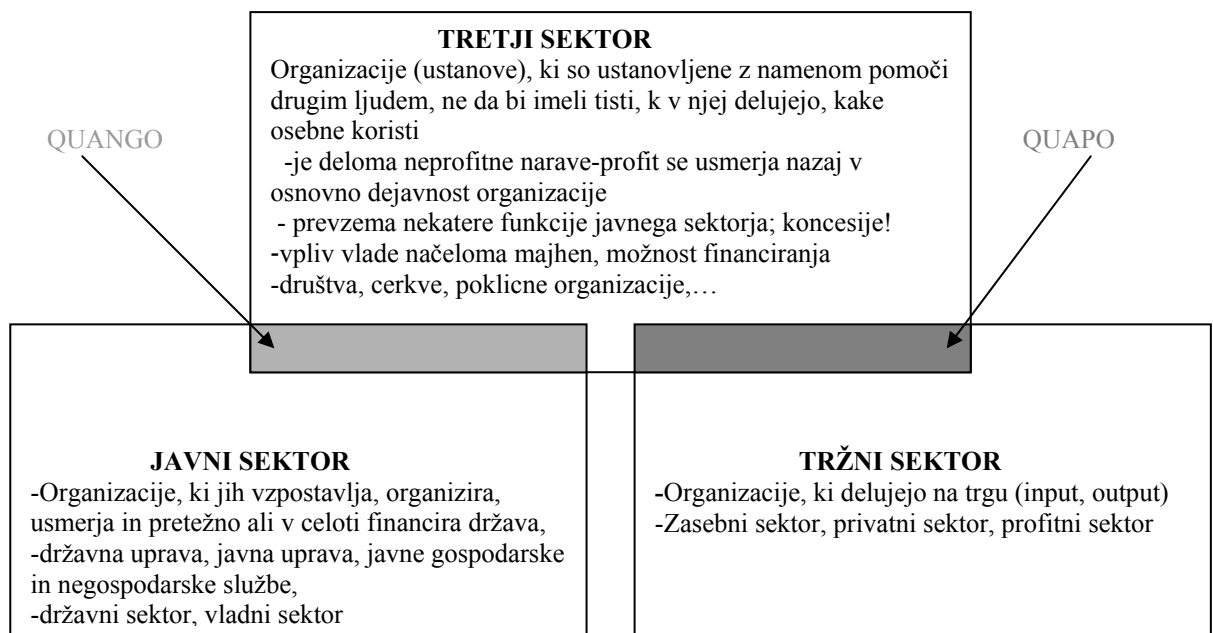 TRETJI SEKTOR
Organizacije (ustanove), ki so ustanovljene z namenom pomoči
drugim ljudem, ne da bi imeli tisti, k v njej delujejo, kake
osebne koristi
-je deloma neprofitne narave-profit se usmerja nazaj v
osnovno dejavnost organizacije
- prevzema nekatere funkcije javnega sektorja; koncesije!
-vpliv vlade načeloma majhen, možnost financiranja
-društva, cerkve, poklicne organizacije,…
QUANGO
QUAPO
JAVNI SEKTOR
-Organizacije, ki jih vzpostavlja, organizira,
usmerja in pretežno ali v celoti financira država,
-državna uprava, javna uprava, javne gospodarske
in negospodarske službe,
-državni sektor, vladni sektor
TRŽNI SEKTOR
-Organizacije, ki delujejo na trgu (input, output)
-Zasebni sektor, privatni sektor, profitni sektor